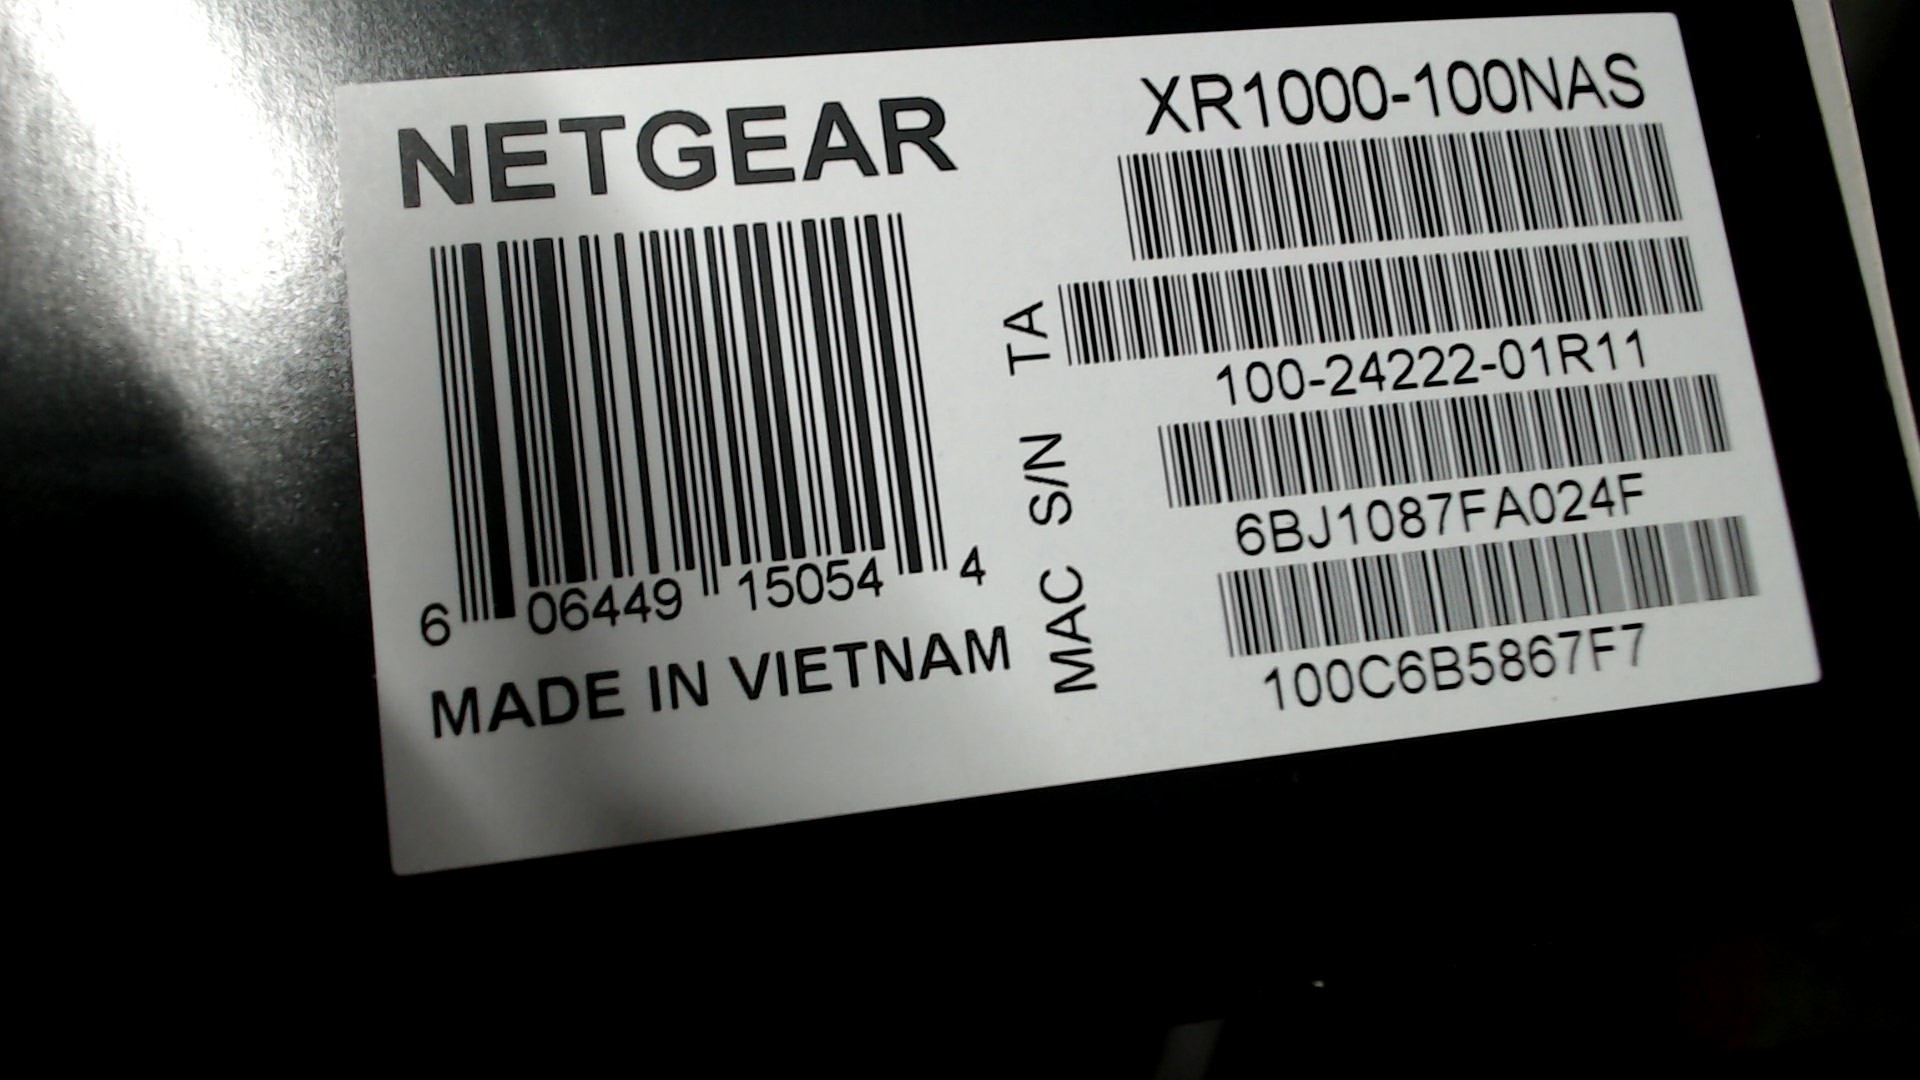 NETGEAR
6 06449 15054 4
MADE IN VIETNAM
XR1000-100NAS
TA
100-24222-01R11
S/N
6BJ1087FA024F
MAC
100C6B5867F7